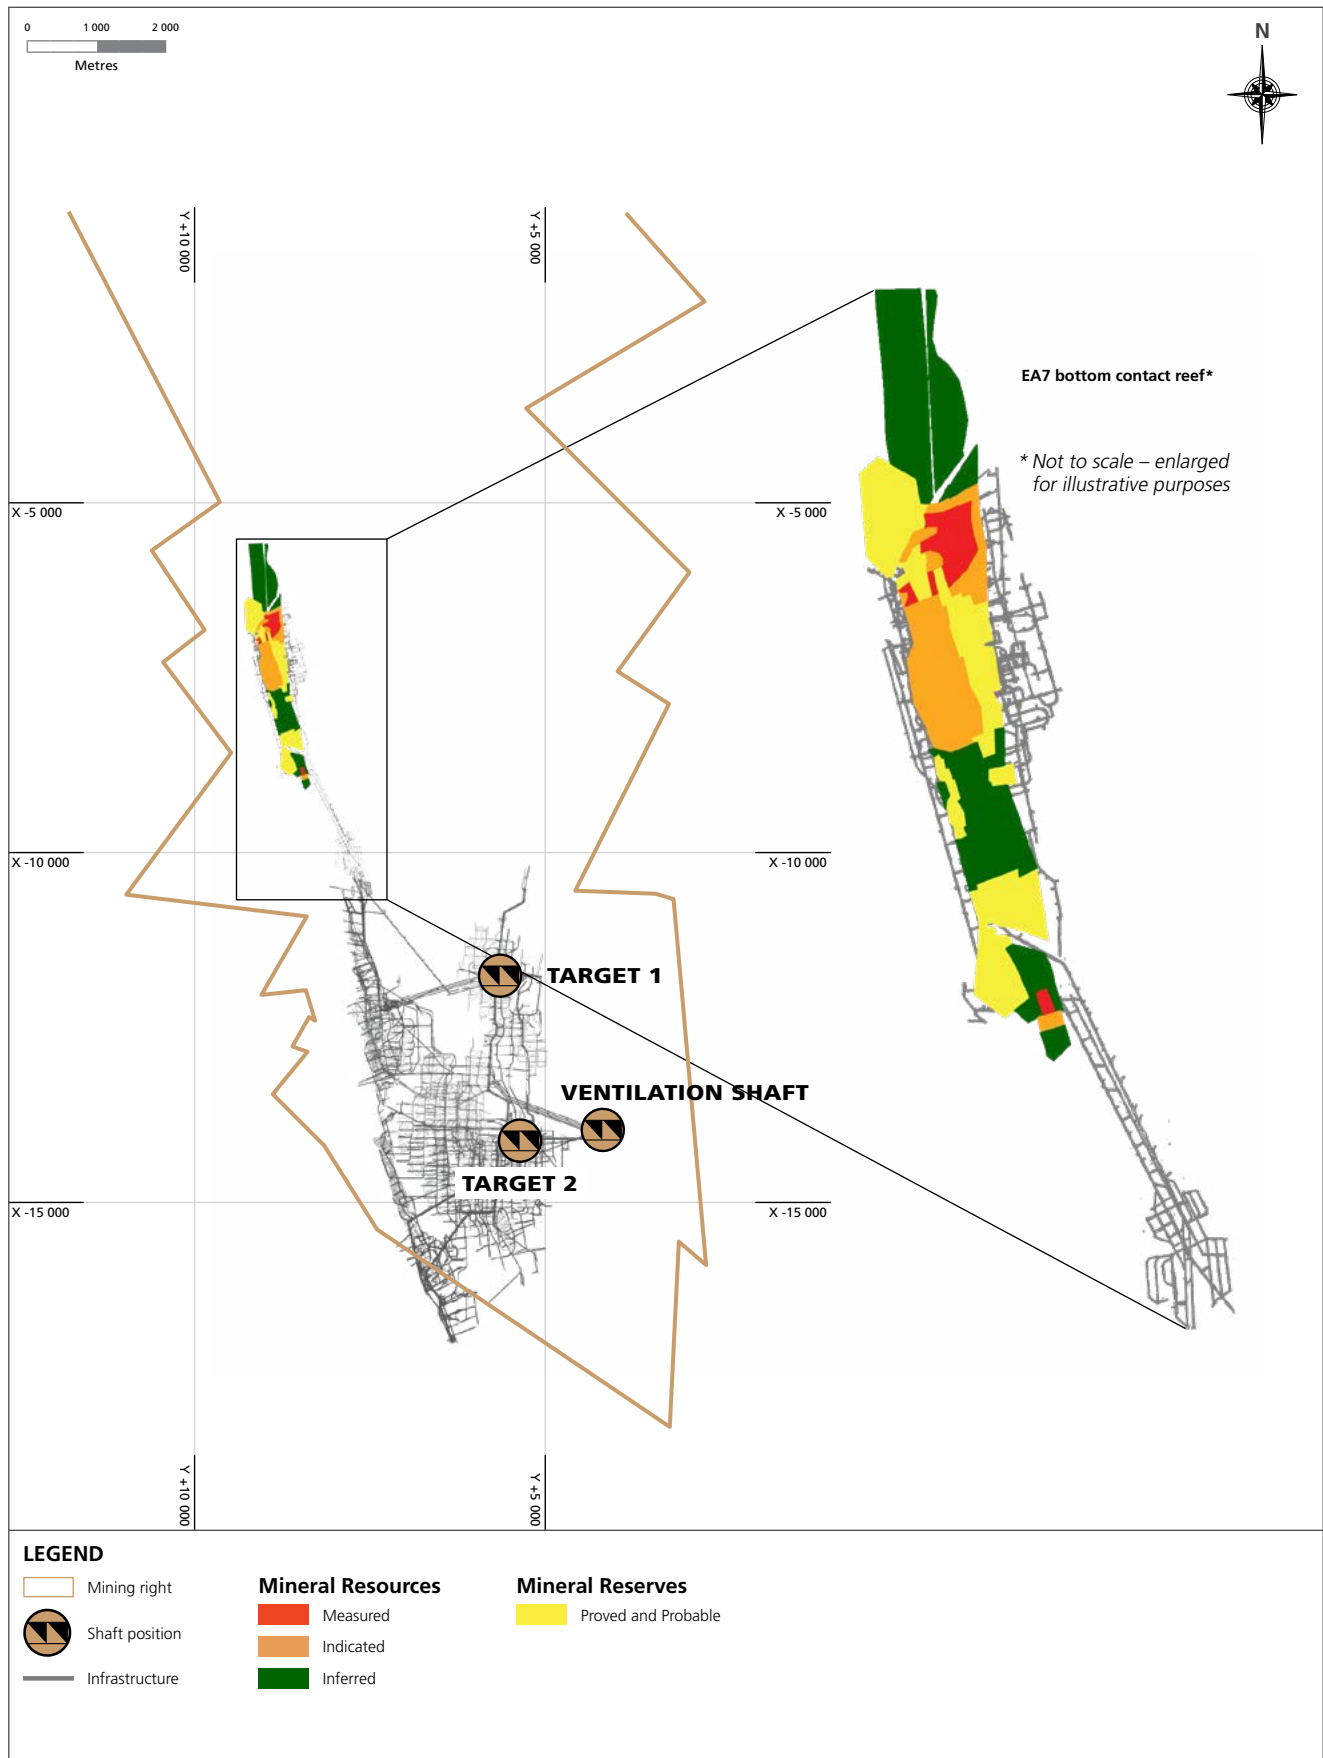 0 1 000 2 000
Metres
N
Y +10 000
Y +5 000
EA7 bottom contact reef*
* Not to scale – enlarged
for illustrative purposes
X -5 000
X -5 000
X -10 000
X -10 000
TARGET 1
VENTILATION SHAFT
TARGET 2
X -15 000
X -15 000
Y +10 000
Y +5 000
LEGEND
Mining right
Shaft position
Infrastructure
Mineral Resources
Measured
Indicated
Inferred
Mineral Reserves
Proved and Probable